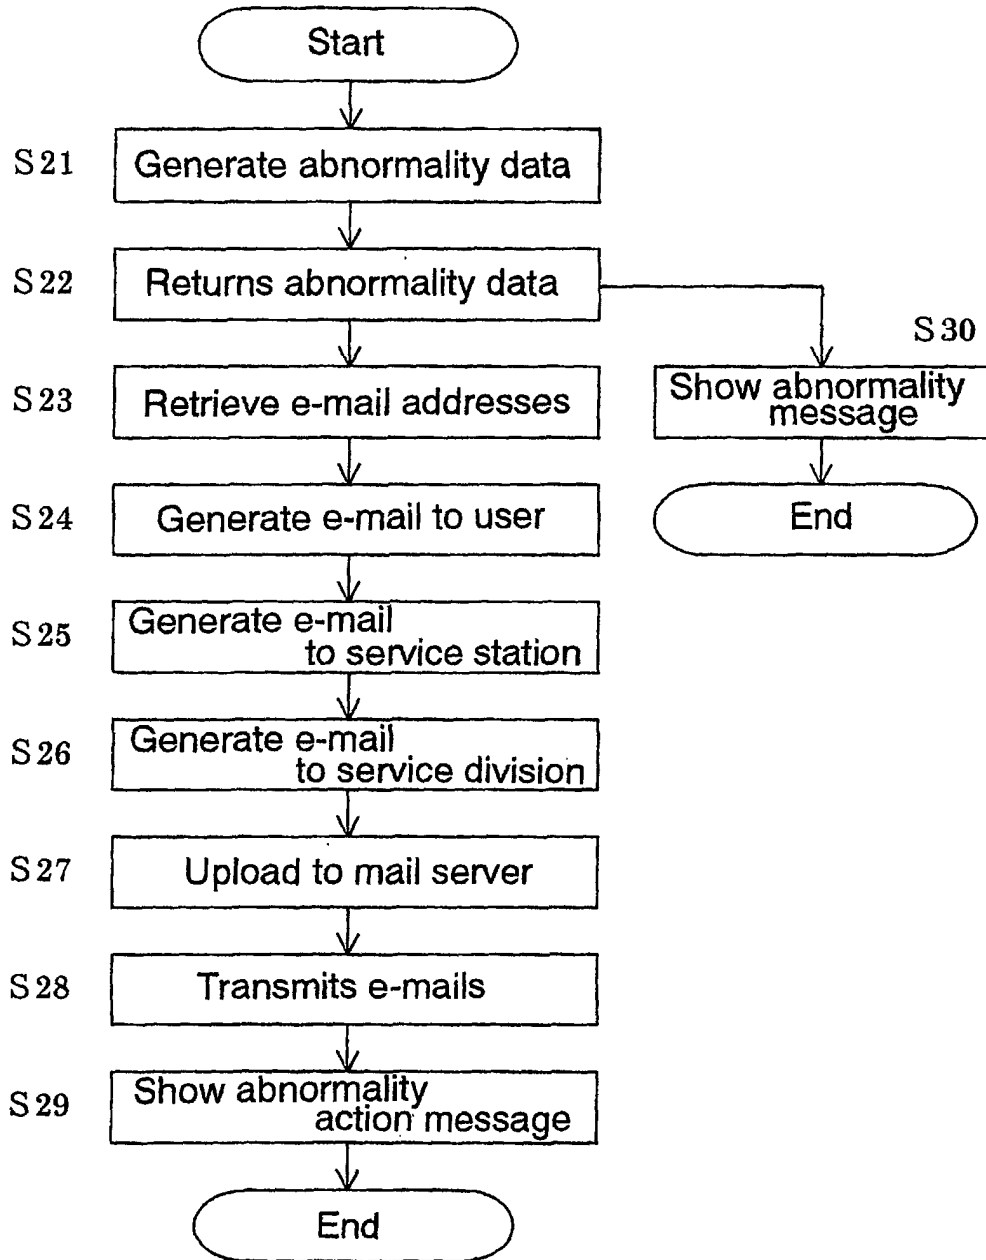 Start
S21
Generate abnormality data
S22
Returns abnormality data
S30
Show abnormality
message
End
S23
Retrieve e-mail addresses
S24
Generate e-mail to user
S25
Generate e-mail
to service station
S26
Generate e-mail
to service division
S27
Upload to mail server
S28
Transmits e-mails
S29
Show abnormality
action message
End